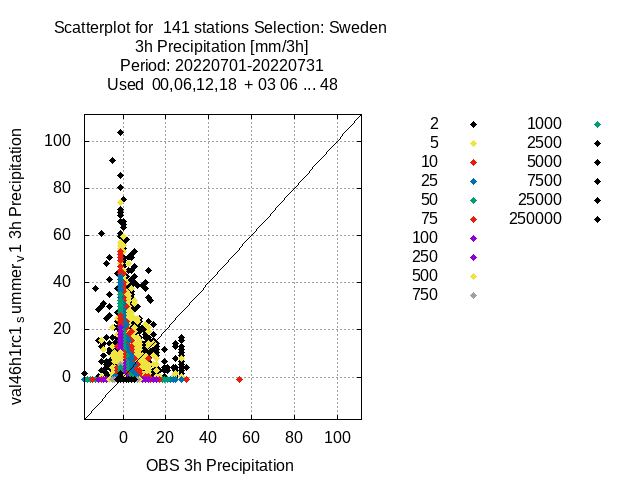 Scatterplot for 141 stations Selection: Sweden
3h Precipitation [mm/3h]
Period: 20220701-20220731
Used 00,06,12,18 + 03 06 ... 48
val46h1rc1_summer_v1 3h Precipitation
100
80
60
40
20
0
0 20 40 60 80 100
OBS 3h Precipitation
2 1000
5 2500
10 5000
25 7500
50 25000
75 250000
100
250
500
750